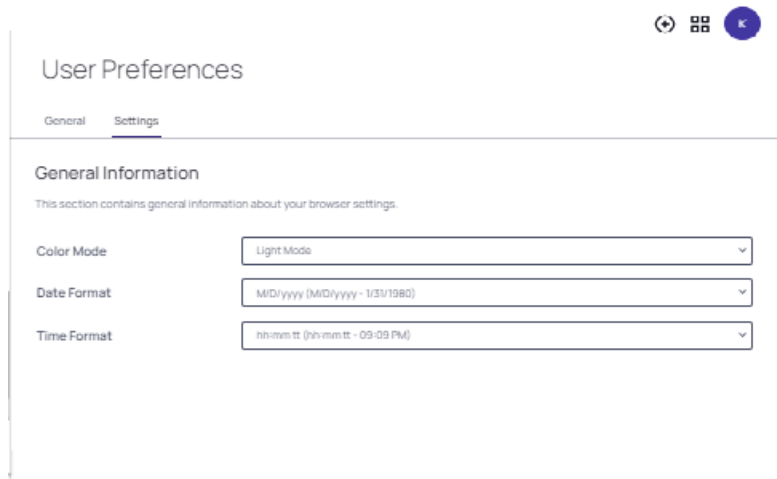 K
User Preferences
General Settings
General Information
This section contains general information about your browser settings.
Color Mode Light Mode
Date Format M/D/yyyy (M/D/yyyy - 1/31/1980)
Time Format hh:mm tt (hh:mm tt - 09:09 PM)